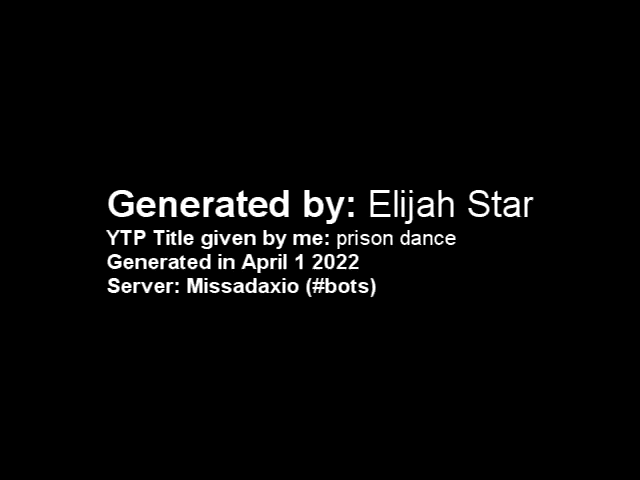 Generated by: Elijah Star
YTP Title given by me: prison dance
Generated in April 1 2022
Server: Missadaxio (#bots)